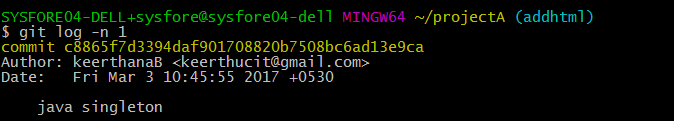 SYSFORE04-DELL+sysfore@sysfore04-dell MINGW64 ~/projectA (addhtml)
$ git log -n 1
commit c8865f7d3394daf901708820b7508bc6ad13e9ca
Author: keerthanaB <keerthucit@gmail.com>
Date:   Fri Mar 3 10:45:55 2017 +0530
    java singleton